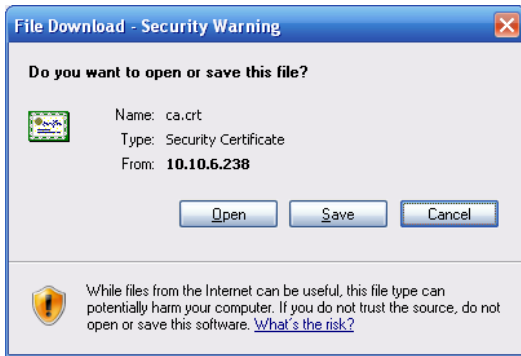 File Download - Security Warning
Do you want to open or save this file?
Name: ca.crt
Type: Security Certificate
From: 10.10.6.238
Open Save Cancel
While files from the Internet can be useful, this file type can
potentially harm your computer. If you do not trust the source, do not
open or save this software. What's the risk?